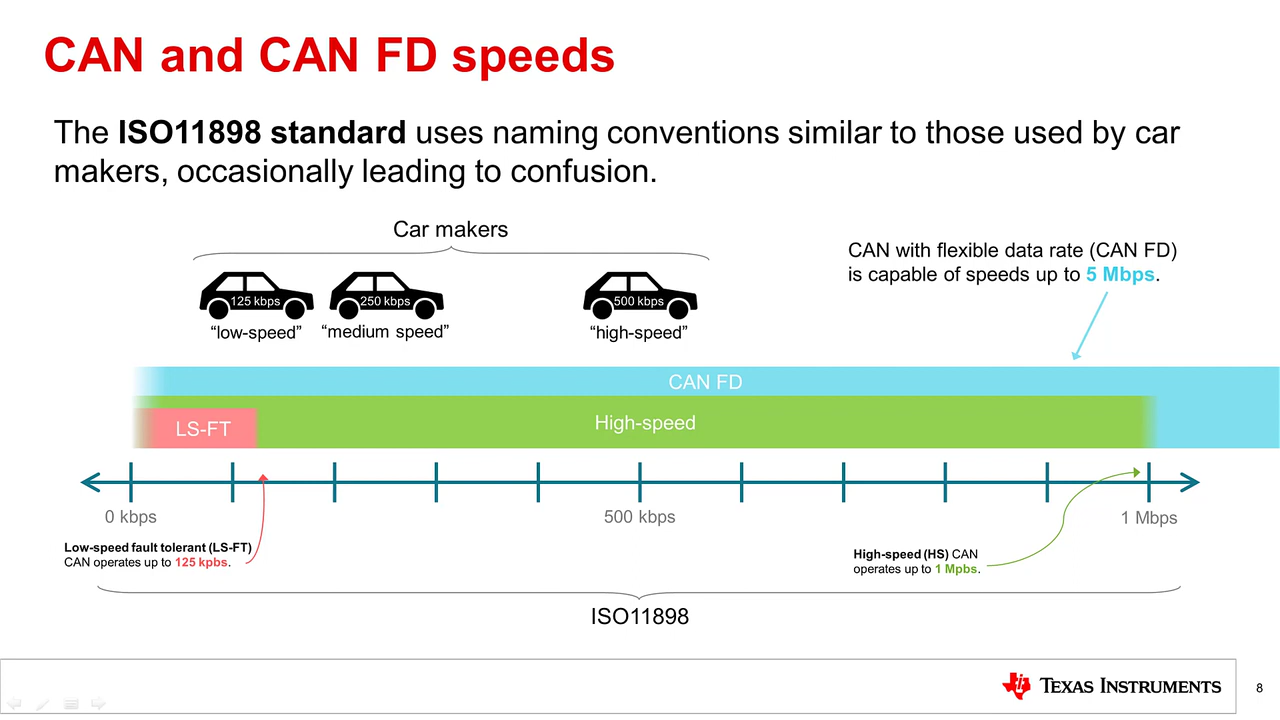 CAN and CAN FD speeds
The ISO11898 standard uses naming conventions similar to those used by car
makers, occasionally leading to confusion.
Car makers
CAN with flexible data rate (CAN FD)
is capable of speeds up to 5 Mbps.
125 kbps
250 kbps
500 kbps
“low-speed”
“medium speed”
“high-speed”
CAN FD
LS-FT
High-speed
0 kbps
500 kbps
1 Mbps
Low-speed fault tolerant (LS-FT)
CAN operates up to 125 kpbs.
High-speed (HS) CAN
operates up to 1 Mpbs.
ISO11898
TEXAS INSTRUMENTS
8